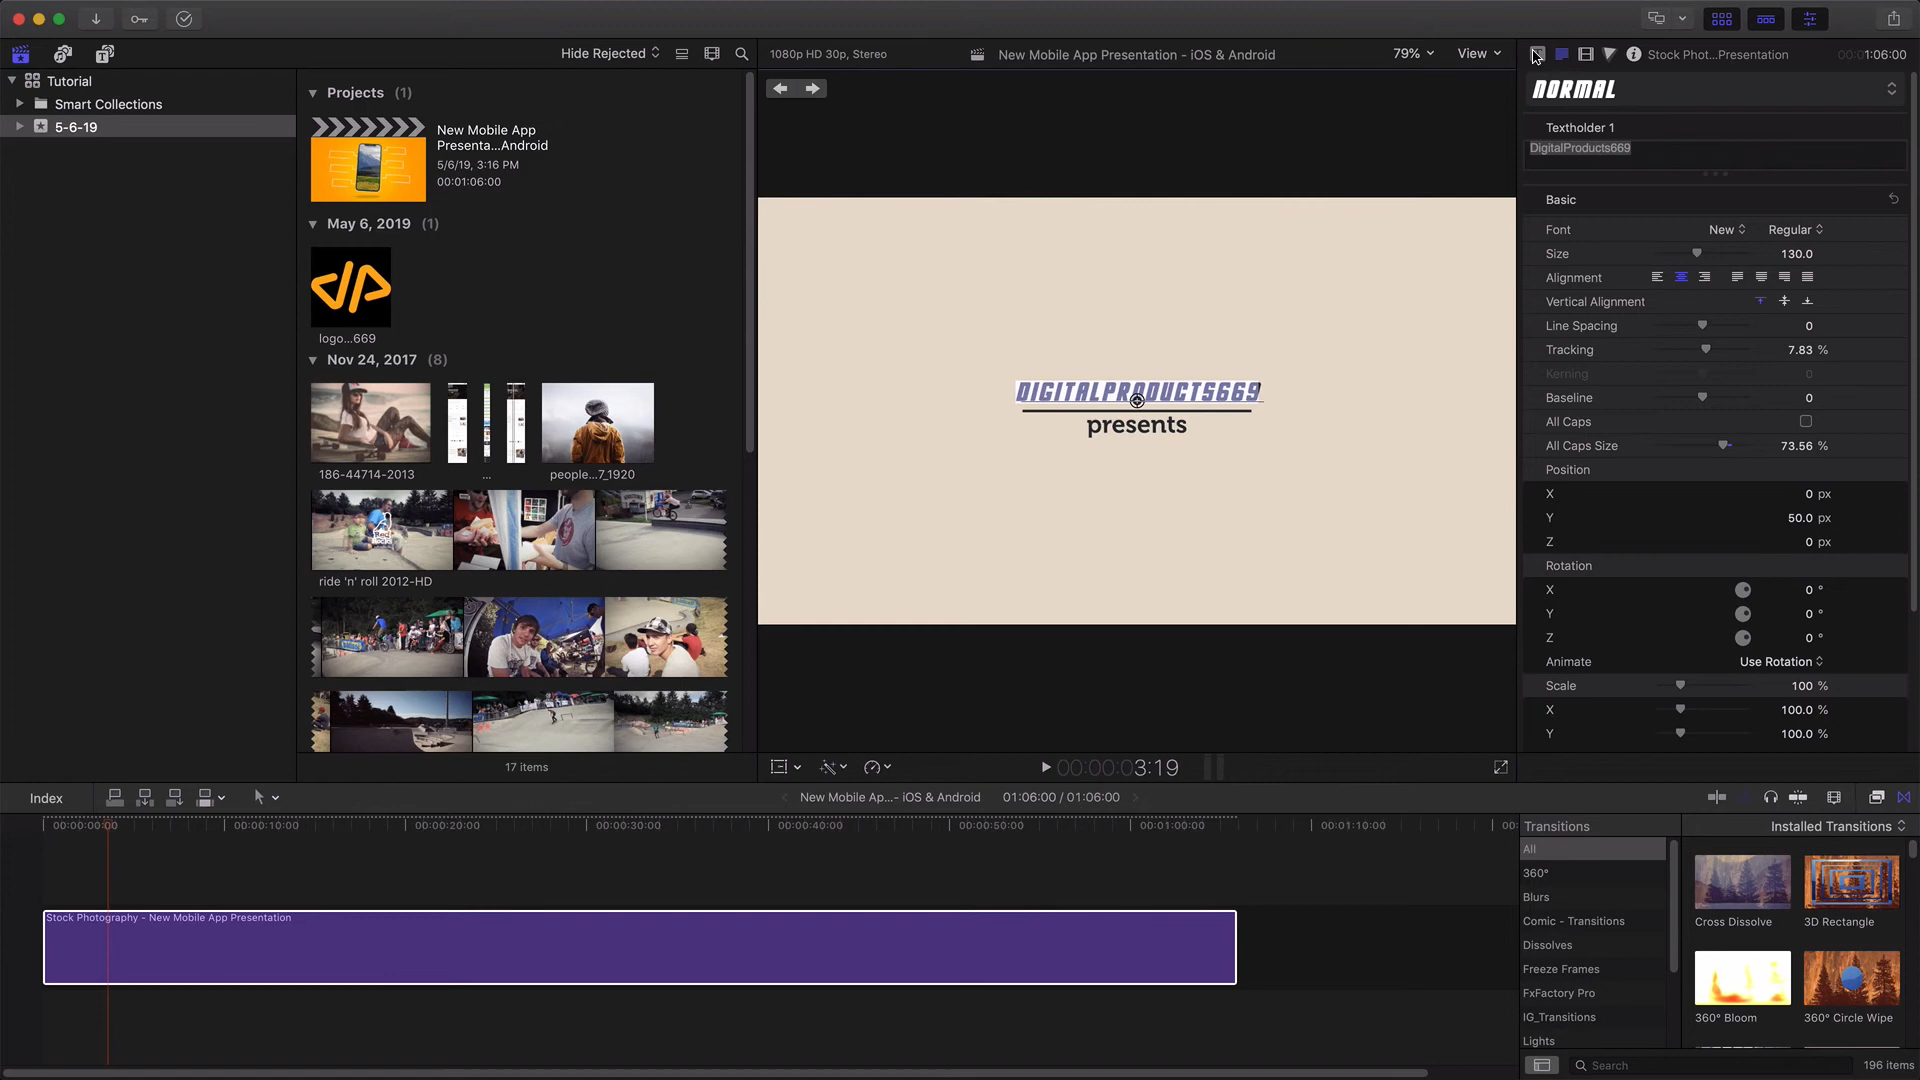 Hide Rejected
1080p HD 30p, Stereo
New Mobile App Presentation - iOS & Android
79%
View
Stock Phot...Presentation
00:01:06:00
Tutorial
Smart Collections
5-6-19
Projects (1)
New Mobile App
Presenta...Android
5/6/19, 3:16 PM
00:01:06:00
May 6, 2019 (1)
logo...669
Nov 24, 2017 (8)
186-44714-2013
...
people...7_1920
ride 'n' roll 2012-HD
17 items
DIGITALPRODUCTS669
presents
00:00:03:19
NORMAL
Textholder 1
DigitalProducts669
Basic
Font New Regular
Size 130.0
Alignment
Vertical Alignment
Line Spacing 0
Tracking 7.83 %
Kerning
Baseline 0
All Caps
All Caps Size 73.56 %
Position
X 0 px
Y 50.0 px
Z 0 px
Rotation
X 0 °
Y 0 °
Z 0 °
Animate Use Rotation
Scale 100 %
X 100.0 %
Y 100.0 %
Index
New Mobile Ap...- iOS & Android
01:06:00 / 01:06:00
00:00:00:00
00:00:10:00
00:00:20:00
00:00:30:00
00:00:40:00
00:00:50:00
00:01:00:00
00:01:10:00
Stock Photography - New Mobile App Presentation
Transitions
Installed Transitions
All
360°
Blurs
Comic - Transitions
Dissolves
Freeze Frames
FxFactory Pro
IG_Transitions
Lights
Cross Dissolve
3D Rectangle
360° Bloom
360° Circle Wipe
Search
196 items